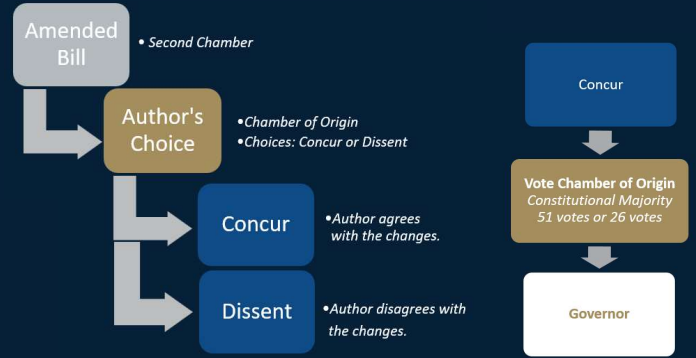 Amended
Bill
• Second Chamber
Author's
Choice
• Chamber of Origin
• Choices: Concur or Dissent
Concur
• Author agrees
with the changes.
Dissent
• Author disagrees with
the changes.
Concur
Vote Chamber of Origin
Constitutional Majority
51 votes or 26 votes
Governor